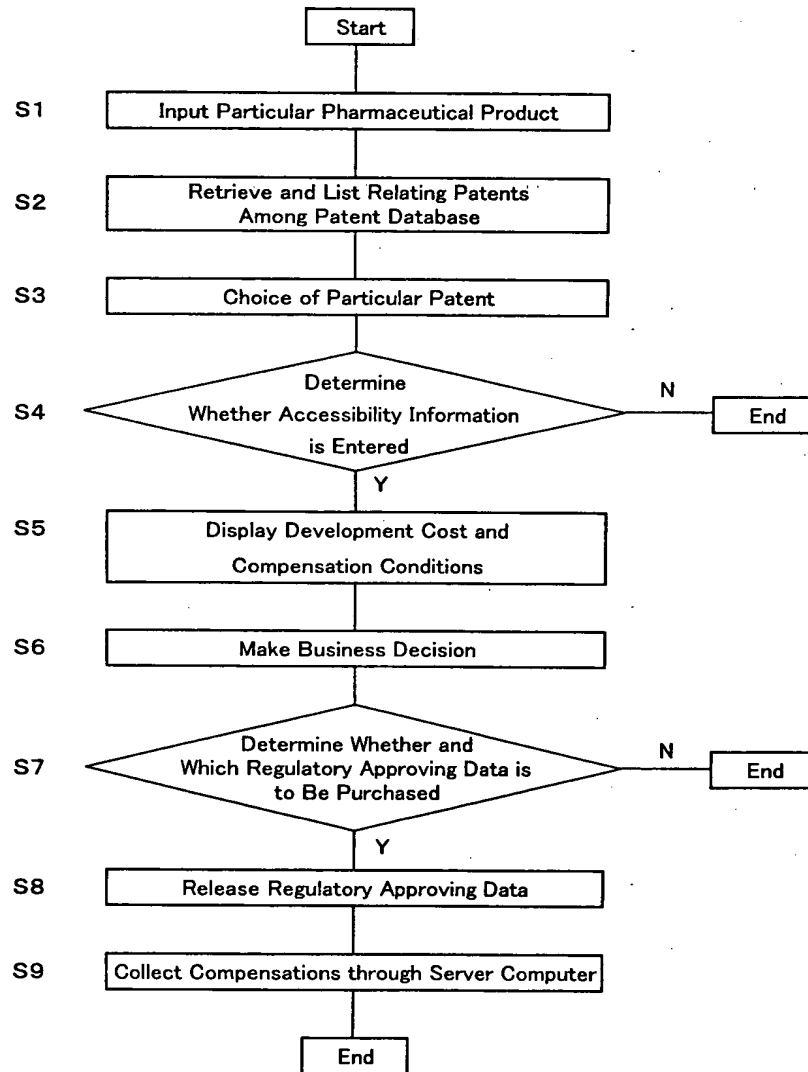 Start
S1
Input Particular Pharmaceutical Product
S2
Retrieve and List Relating Patents
Among Patent Database
S3
Choice of Particular Patent
S4
Determine
Whether Accessibility Information
is Entered
N
End
Y
S5
Display Development Cost and
Compensation Conditions
S6
Make Business Decision
S7
Determine Whether and
Which Regulatory Approving Data is
to Be Purchased
N
End
Y
S8
Release Regulatory Approving Data
S9
Collect Compensations through Server Computer
End